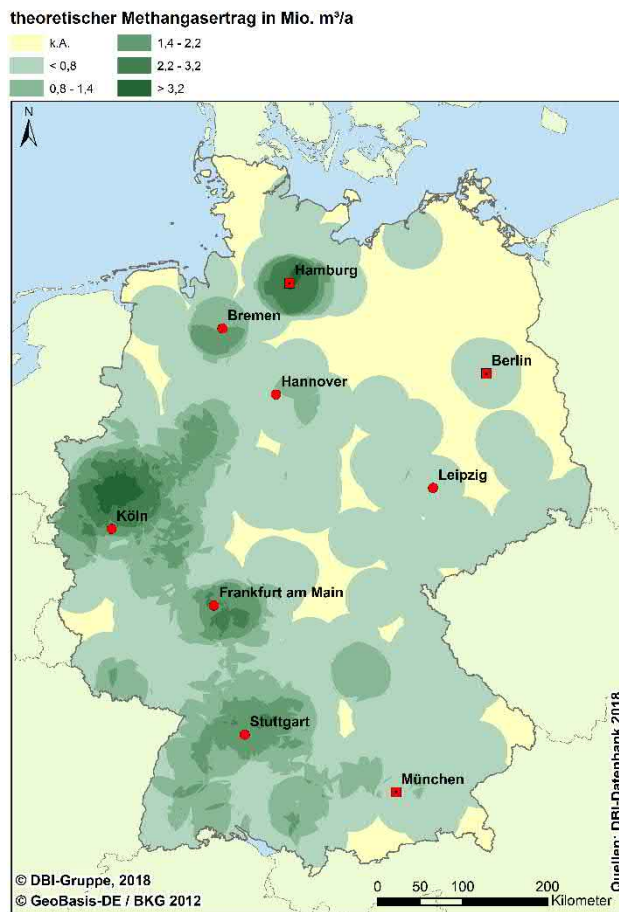 theoretischer Methangasertrag in Mio. m³/a
k.A.
< 0,8
0,8 - 1,4
1,4 - 2,2
2,2 - 3,2
> 3,2
N
Hamburg
Bremen
Berlin
Hannover
Leipzig
Köln
Frankfurt am Main
Stuttgart
München
Quellen: DBI-Datenbank 2018
© DBI-Gruppe, 2018
© GeoBasis-DE / BKG 2012
0 50 100 200
Kilometer